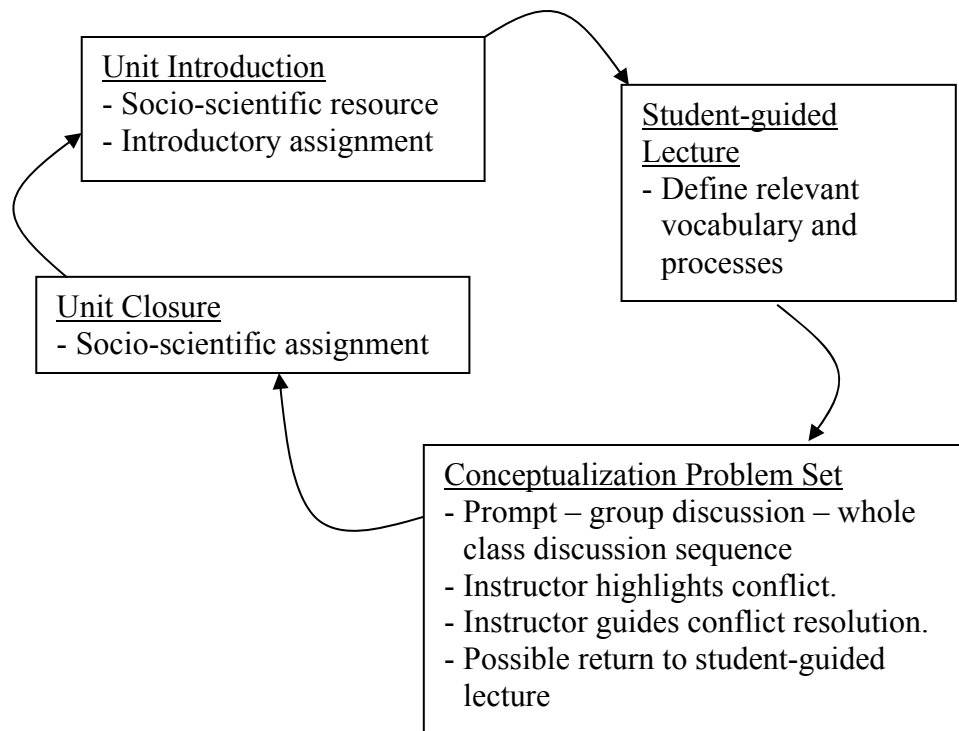 Unit Introduction
- Socio-scientific resource
- Introductory assignment
Student-guided
Lecture
- Define relevant
vocabulary and
processes
Unit Closure
- Socio-scientific assignment
Conceptualization Problem Set
- Prompt – group discussion – whole
class discussion sequence
- Instructor highlights conflict.
- Instructor guides conflict resolution.
- Possible return to student-guided
lecture